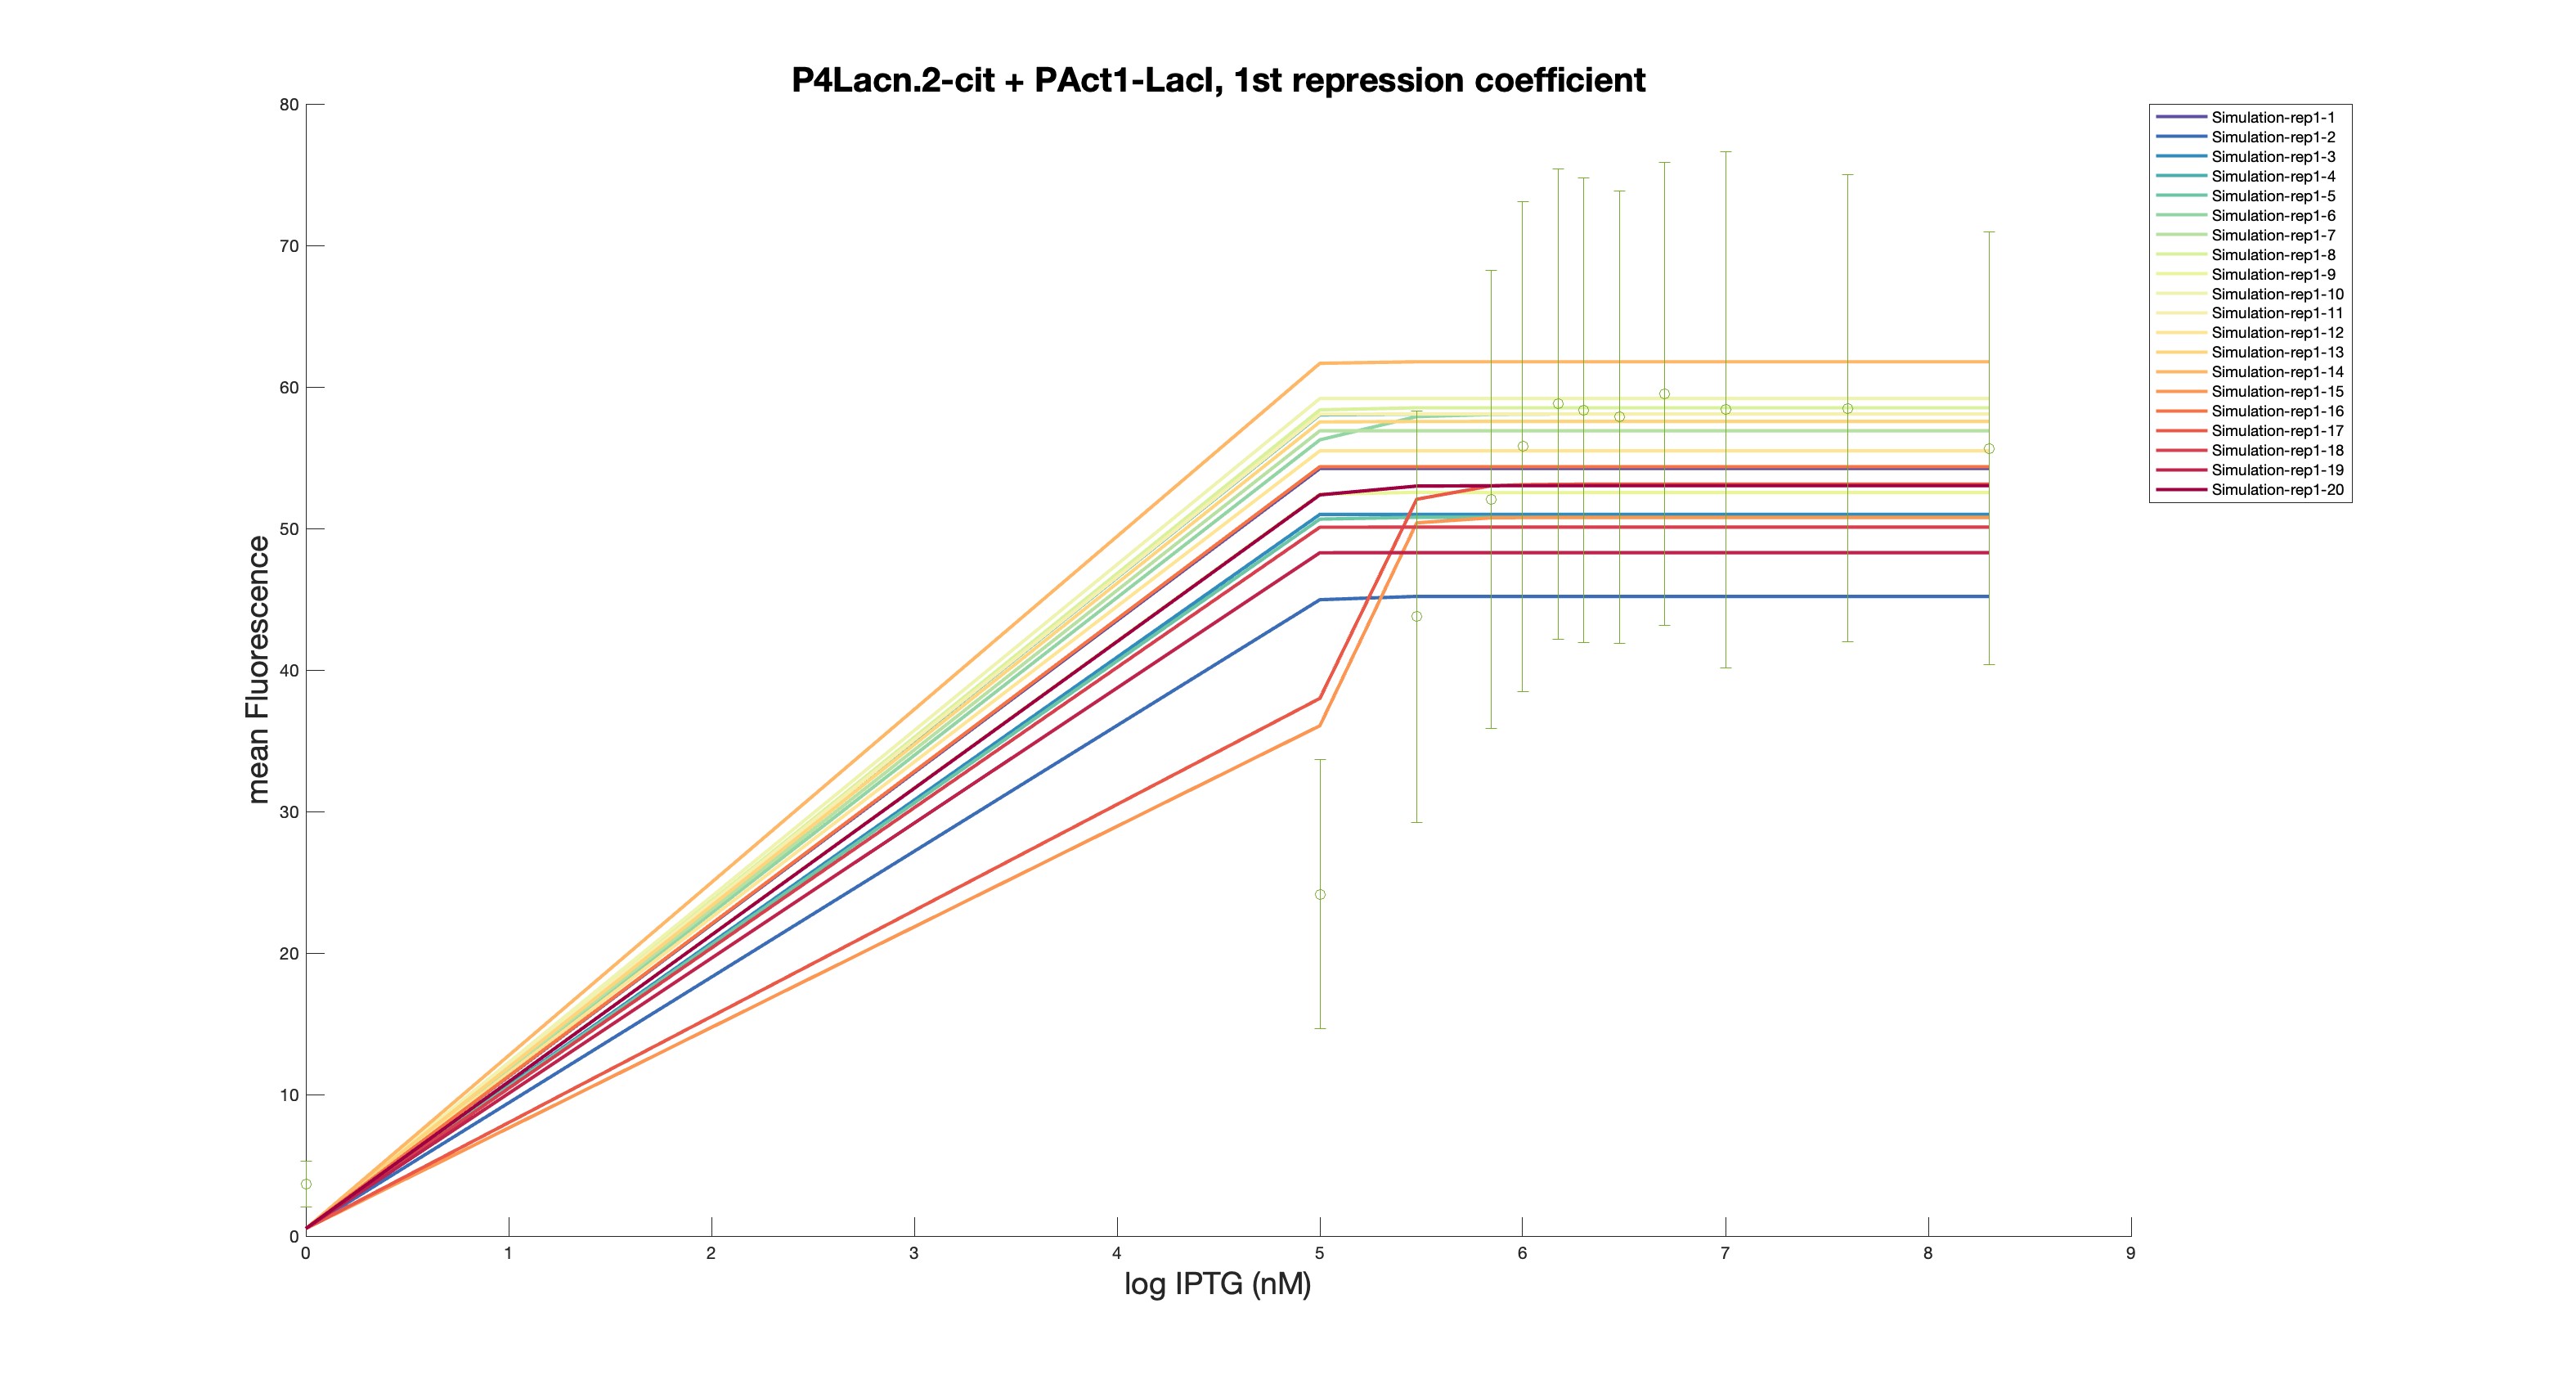 P4Lacn.2-cit + PAct1-LacI, 1st repression coefficient
80
70
60
50
40
30
20
10
0
mean Fluorescence
0 1 2 3 4 5 6 7 8 9
log IPTG (nM)
Simulation-rep1-1
Simulation-rep1-2
Simulation-rep1-3
Simulation-rep1-4
Simulation-rep1-5
Simulation-rep1-6
Simulation-rep1-7
Simulation-rep1-8
Simulation-rep1-9
Simulation-rep1-10
Simulation-rep1-11
Simulation-rep1-12
Simulation-rep1-13
Simulation-rep1-14
Simulation-rep1-15
Simulation-rep1-16
Simulation-rep1-17
Simulation-rep1-18
Simulation-rep1-19
Simulation-rep1-20